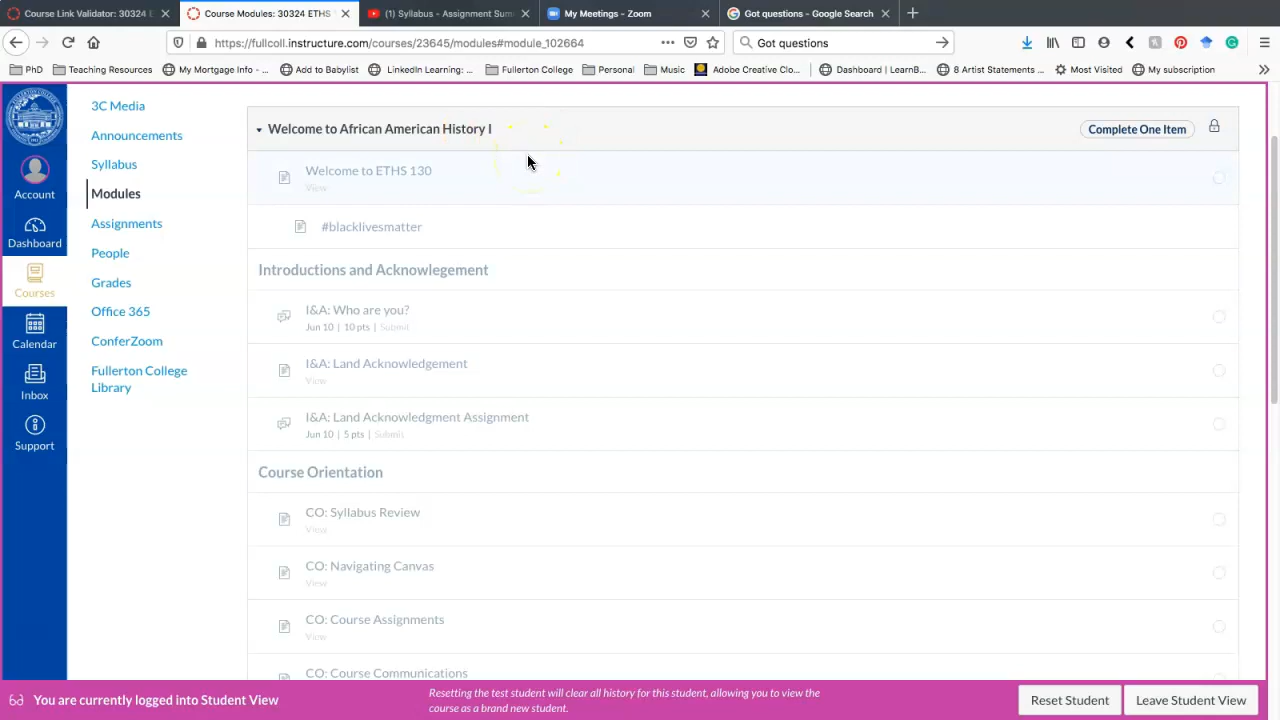 Course Link Validator: 30324 E
Course Modules: 30324 ETHS
(1) Syllabus - Assignment Sum
My Meetings - Zoom
Got questions - Google Search
https://fullcoll.instructure.com/courses/23645/modules#module_102664
Got questions
PhD
Teaching Resources
My Mortgage Info - ...
Add to Babylist
LinkedIn Learning: ...
Fullerton College
Personal
Music
Adobe Creative Clo...
Dashboard | LearnB...
8 Artist Statements ...
Most Visited
My subscription
Account
Dashboard
Courses
Calendar
Inbox
Support
3C Media
Announcements
Syllabus
Modules
Assignments
People
Grades
Office 365
ConferZoom
Fullerton College
Library
Welcome to African American History I
Complete One Item
Welcome to ETHS 130
View
#blacklivesmatter
Introductions and Acknowlegement
I&A: Who are you?
Jun 10 | 10 pts | Submit
I&A: Land Acknowledgement
View
I&A: Land Acknowledgment Assignment
Jun 10 | 5 pts | Submit
Course Orientation
CO: Syllabus Review
View
CO: Navigating Canvas
View
CO: Course Assignments
View
CO: Course Communications
You are currently logged into Student View
Resetting the test student will clear all history for this student, allowing you to view the
course as a brand new student.
Reset Student
Leave Student View